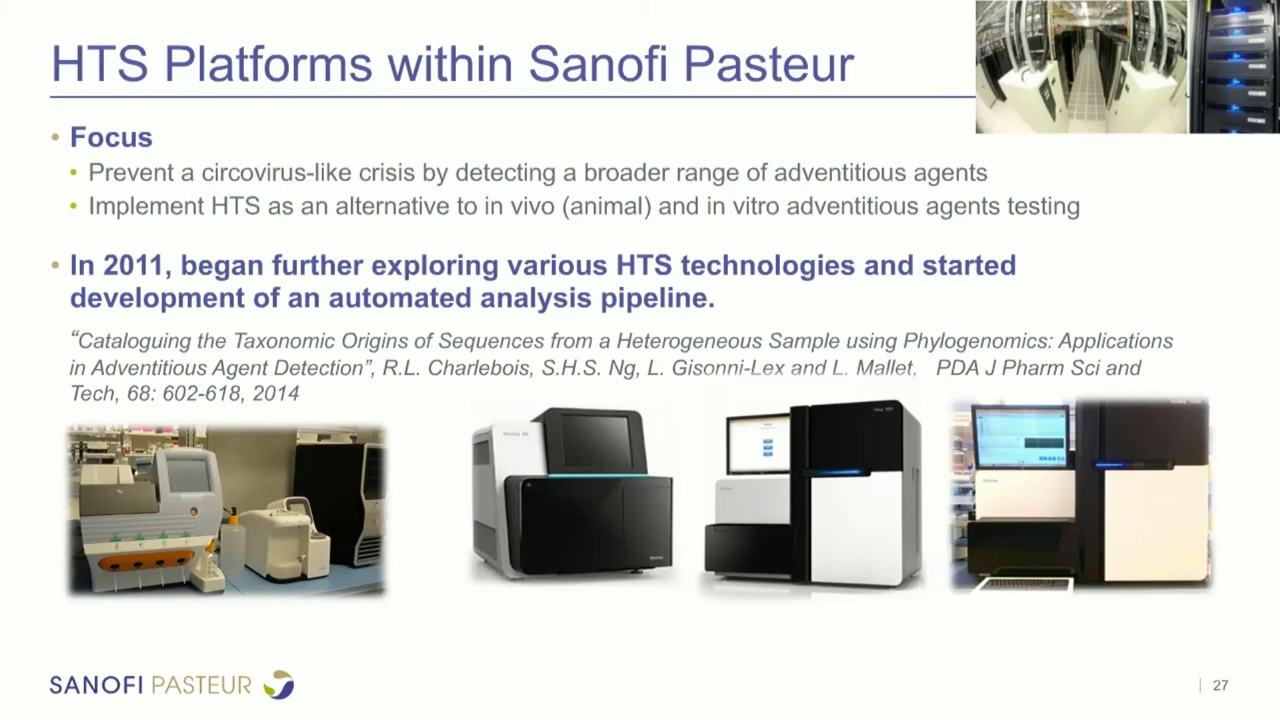 HTS Platforms within Sanofi Pasteur
• Focus
• Prevent a circovirus-like crisis by detecting a broader range of adventitious agents
• Implement HTS as an alternative to in vivo (animal) and in vitro adventitious agents testing
• In 2011, began further exploring various HTS technologies and started
development of an automated analysis pipeline.
“Cataloguing the Taxonomic Origins of Sequences from a Heterogeneous Sample using Phylogenomics: Applications
in Adventitious Agent Detection”, R.L. Charlebois, S.H.S. Ng, L. Gisonni-Lex and L. Mallet, PDA J Pharm Sci and
Tech, 68: 602-618, 2014
SANOFI PASTEUR
| 27